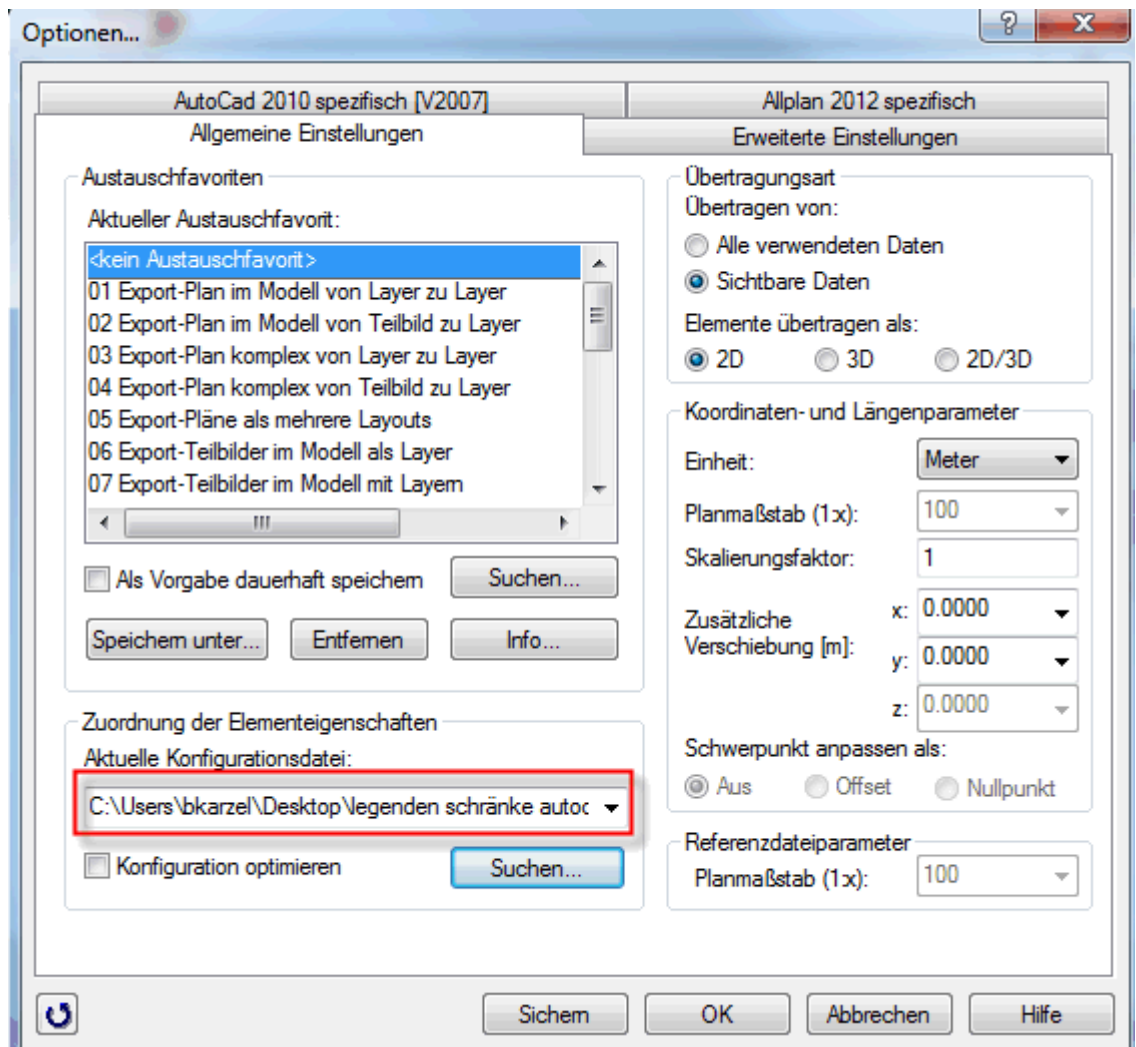 Optionen...
AutoCad 2010 spezifisch [V2007]
Allplan 2012 spezifisch
Allgemeine Einstellungen
Erweiterte Einstellungen
Austauschfavoriten
Aktueller Austauschfavorit:
<kein Austauschfavorit>
01 Export-Plan im Modell von Layer zu Layer
02 Export-Plan im Modell von Teilbild zu Layer
03 Export-Plan komplex von Layer zu Layer
04 Export-Plan komplex von Teilbild zu Layer
05 Export-Pläne als mehrere Layouts
06 Export-Teilbilder im Modell als Layer
07 Export-Teilbilder im Modell mit Layern
Als Vorgabe dauerhaft speichern
Suchen...
Speichern unter...
Entfernen
Info...
Zuordnung der Elementeigenschaften
Aktuelle Konfigurationsdatei:
C:\Users\bkarzel\Desktop\legenden schränke autoc
Konfiguration optimieren
Suchen...
Übertragungsart
Übertragen von:
Alle verwendeten Daten
Sichtbare Daten
Elemente übertragen als:
2D
3D
2D/3D
Koordinaten- und Längenparameter
Einheit:
Meter
Planmaßstab (1:x):
100
Skalierungsfaktor:
1
Zusätzliche
Verschiebung [m]:
x: 0.0000
y: 0.0000
z: 0.0000
Schwerpunkt anpassen als:
Aus
Offset
Nullpunkt
Referenzdateiparameter
Planmaßstab (1:x):
100
Sichern
OK
Abbrechen
Hilfe